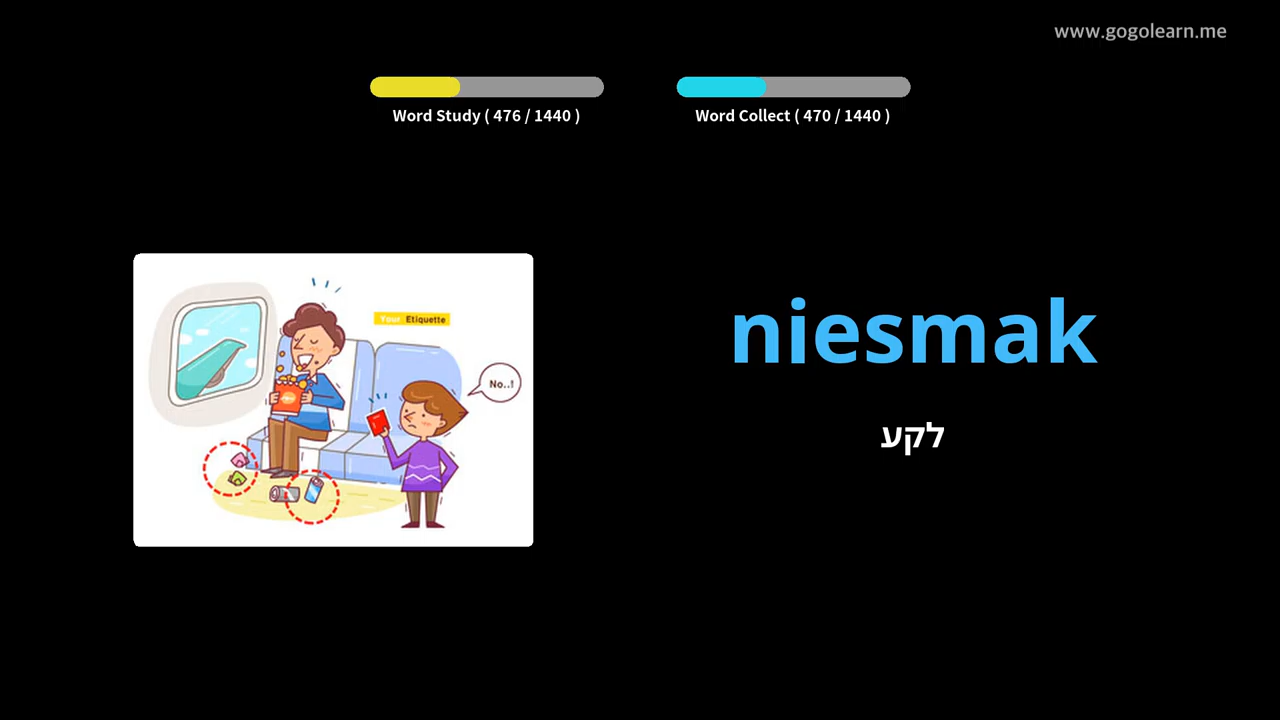 www.gogolearn.me
Word Study ( 476 / 1440 )
Word Collect ( 470 / 1440 )
Your Etiquette
No..!
niesmak
לקע